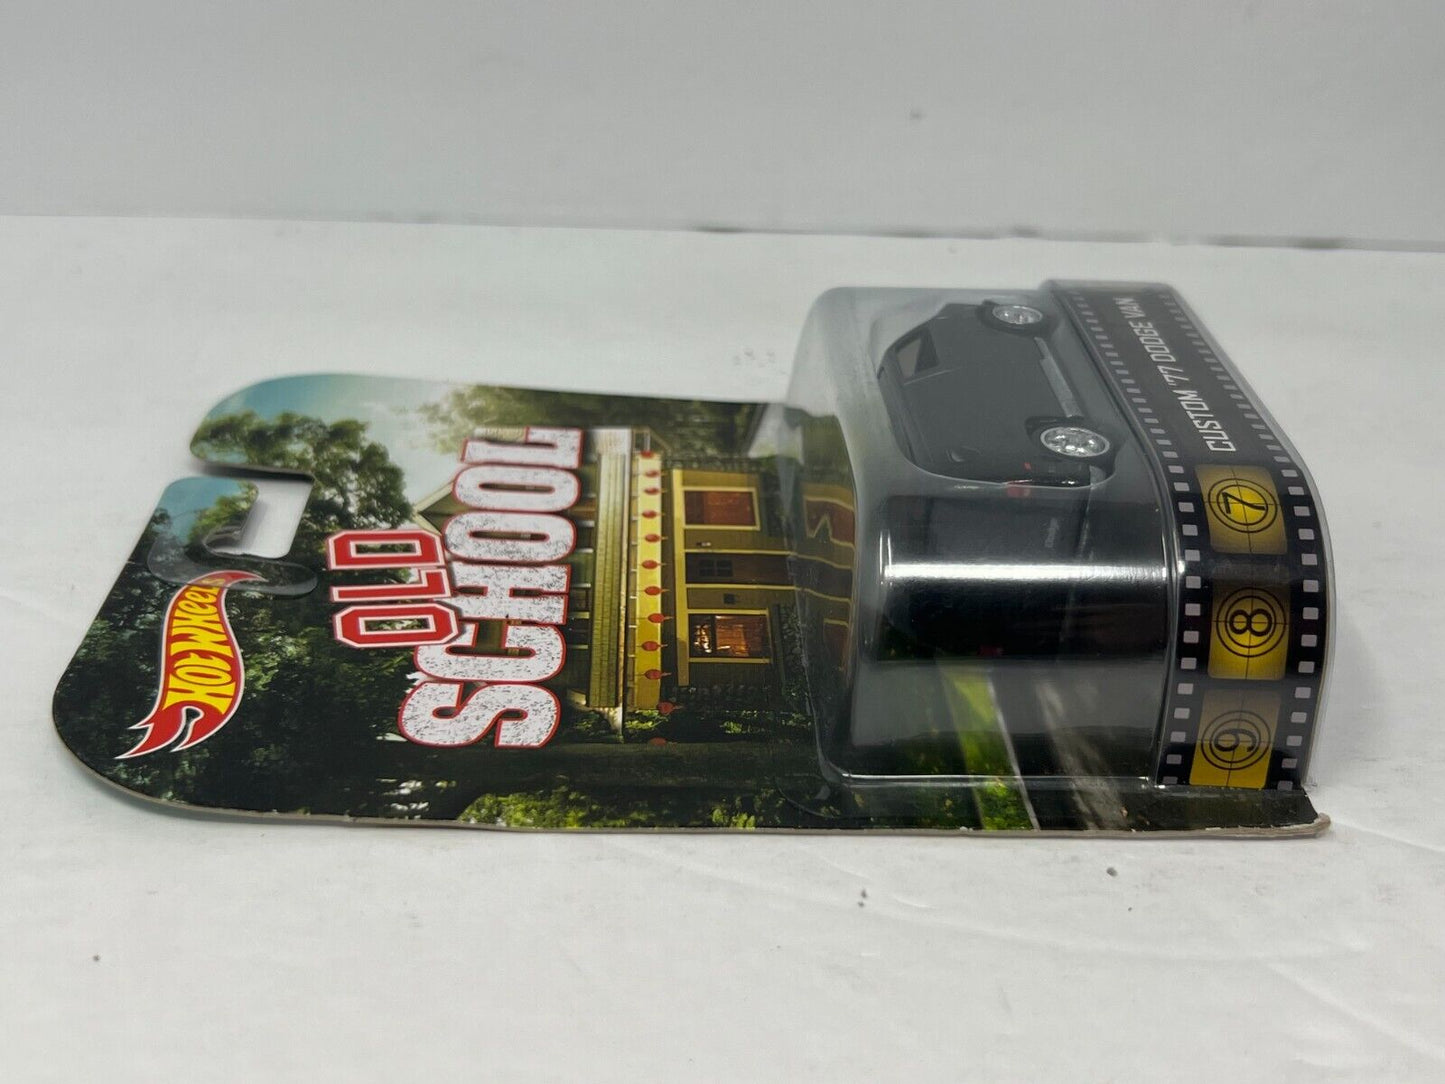 HOT WHEELS
OLD
SCHOOL
CUSTOM '77 DODGE VAN
7
8
9